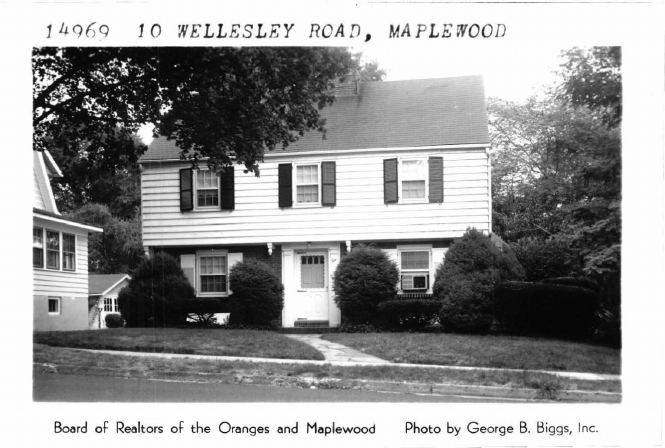 14969 10 WELLESLEY ROAD, MAPLEWOOD
Board of Realtors of the Oranges and Maplewood Photo by George B. Biggs, Inc.